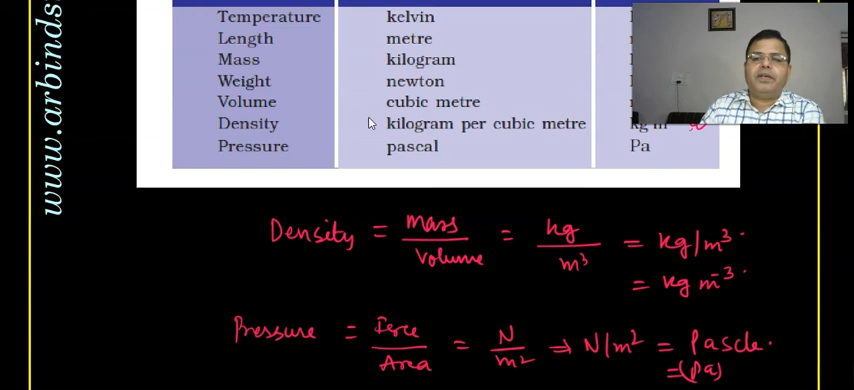 www.arbinds
Temperature kelvin
Length metre
Mass kilogram
Weight newton
Volume cubic metre
Density kilogram per cubic metre
Pressure pascal Pa
Density = Mass / Volume = kg / m³ = kg/m³.
= kg m⁻³.
Pressure = Force / Area = N / m² ⇒ N/m² = Pascle.
=(Pa)